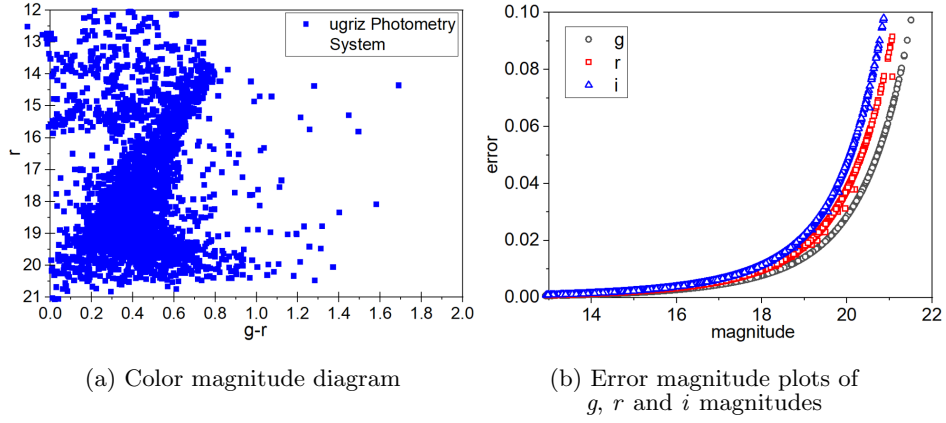 ugriz Photometry
System
r
12
13
14
15
16
17
18
19
20
21
0.0 0.2 0.4 0.6 0.8 1.0 1.2 1.4 1.6 1.8 2.0
g-r
(a) Color magnitude diagram
g
r
i
error
0.10
0.08
0.06
0.04
0.02
0.00
14 16 18 20 22
magnitude
(b) Error magnitude plots of
g, r and i magnitudes